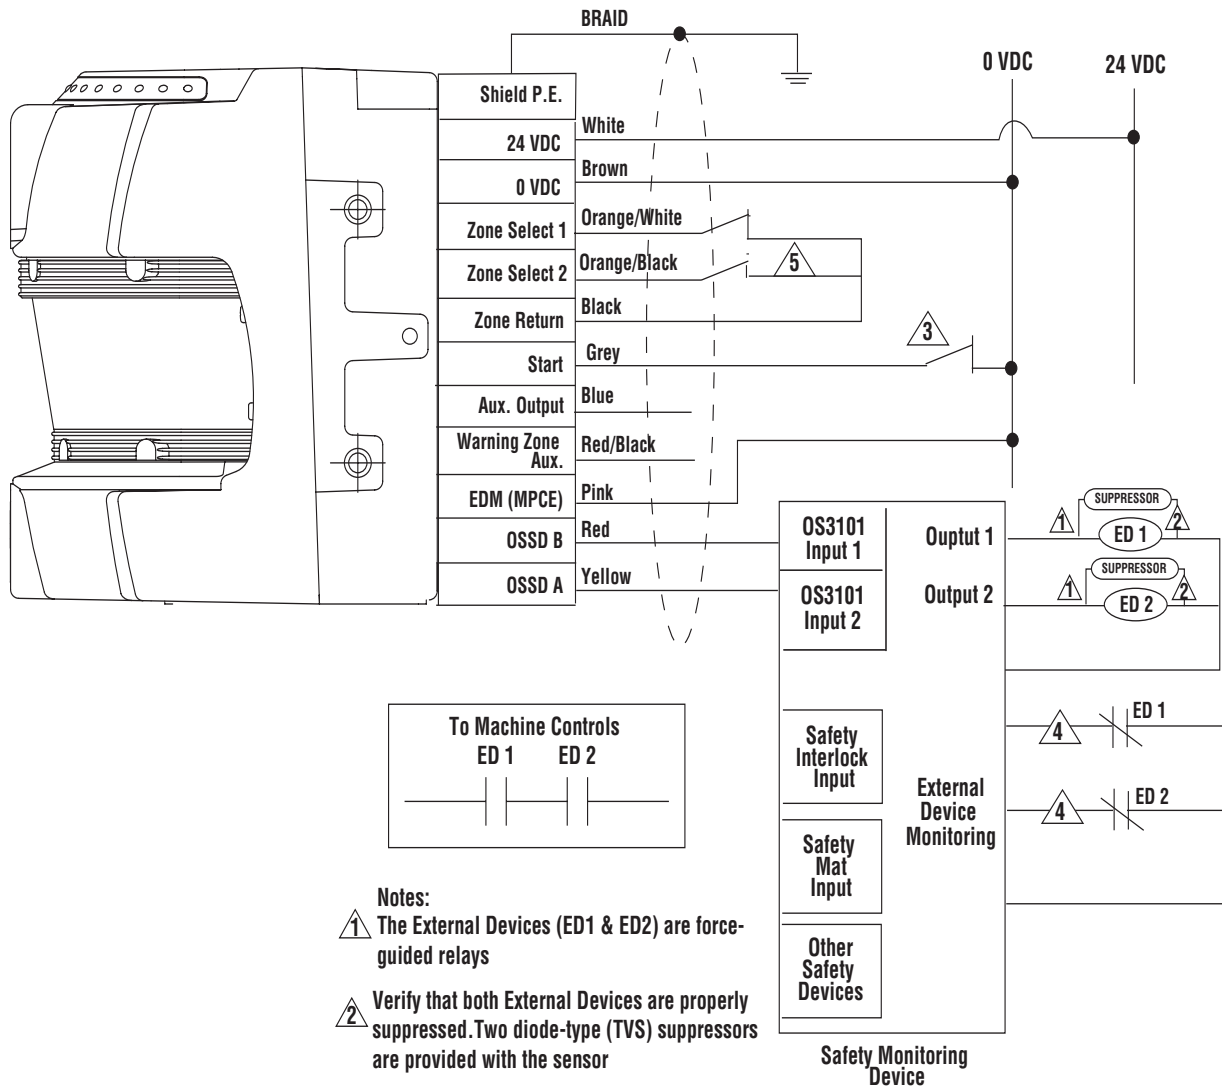 BRAID
0 VDC
24 VDC
Shield P.E.
24 VDC
White
0 VDC
Brown
Zone Select 1
Orange/White
Zone Select 2
Orange/Black
5
Zone Return
Black
Start
Grey
3
Aux. Output
Blue
Warning Zone
Aux.
Red/Black
EDM (MPCE)
Pink
OSSD B
Red
OSSD A
Yellow
OS3101
Input 1
OS3101
Input 2
Ouptut 1
Output 2
SUPPRESSOR
1
ED 1
2
SUPPRESSOR
1
ED 2
2
Safety
Interlock
Input
Safety
Mat
Input
Other
Safety
Devices
External
Device
Monitoring
4
ED 1
4
ED 2
Safety Monitoring
Device
To Machine Controls
ED 1
ED 2
Notes:
1 The External Devices (ED1 & ED2) are force-
guided relays
2 Verify that both External Devices are properly
suppressed.Two diode-type (TVS) suppressors
are provided with the sensor